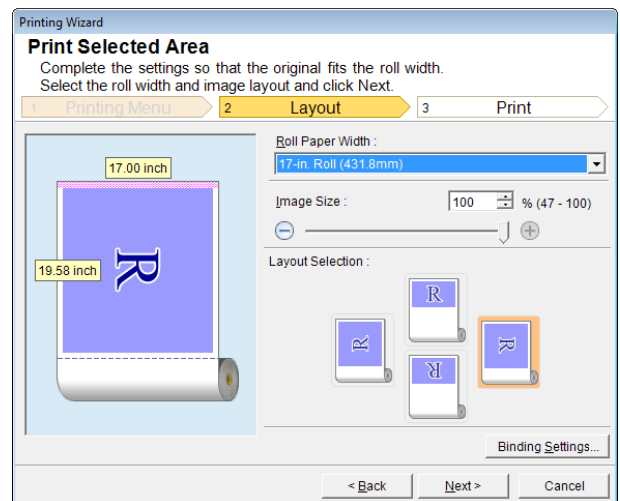 Printing Wizard
Print Selected Area
Complete the settings so that the original fits the roll width.
Select the roll width and image layout and click Next.
1 Printing Menu 2 Layout 3 Print
Roll Paper Width :
17-in. Roll (431.8mm)
17.00 inch
Image Size : 100 % (47 - 100)
19.58 inch
R
Layout Selection :
R
R
R
R
Binding Settings...
< Back Next > Cancel